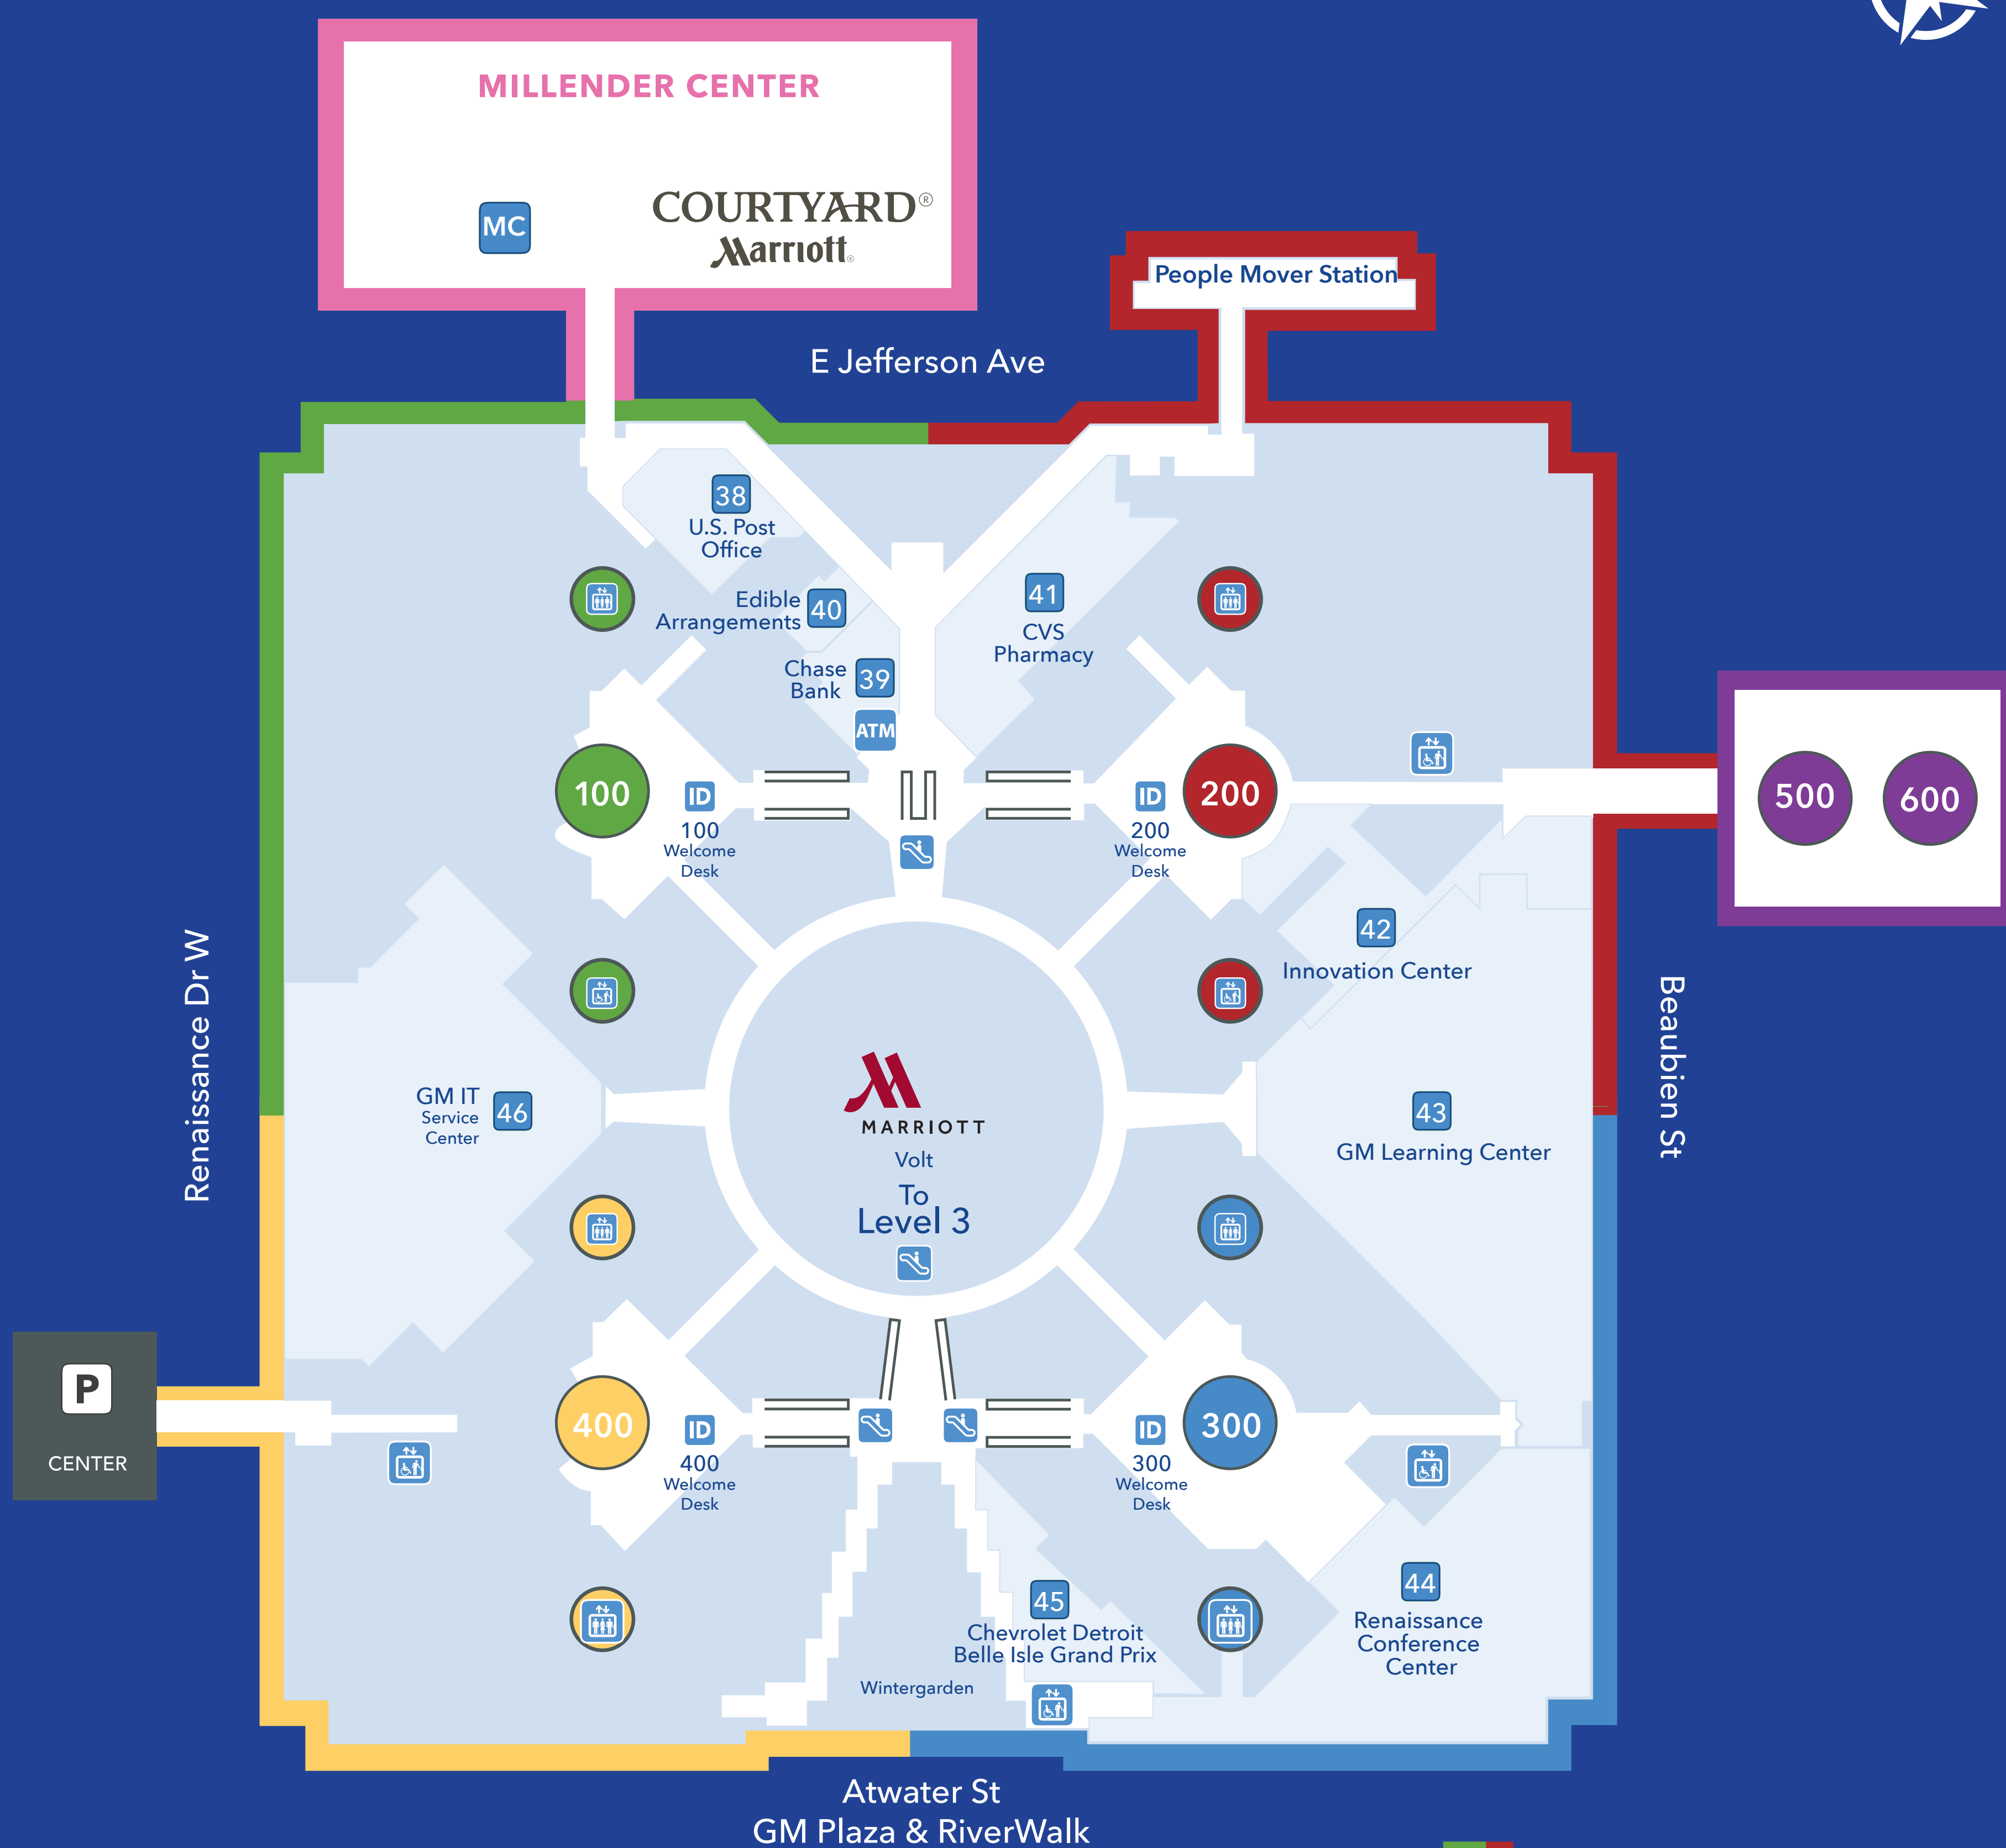 MILLENDER CENTER
MC
COURTYARD®
Marriott®
People Mover Station
E Jefferson Ave
38
U.S. Post
Office
Edible
Arrangements
40
41
CVS
Pharmacy
Chase
Bank
39
ATM
100
ID
100
Welcome
Desk
ID
200
Welcome
Desk
200
500
600
42
Innovation Center
Renaissance Dr W
Beaubien St
GM IT
Service
Center
46
MARRIOTT
Volt
To
Level 3
43
GM Learning Center
P
CENTER
400
ID
400
Welcome
Desk
ID
300
Welcome
Desk
300
45
Chevrolet Detroit
Belle Isle Grand Prix
44
Renaissance
Conference
Center
Wintergarden
Atwater St
GM Plaza & RiverWalk